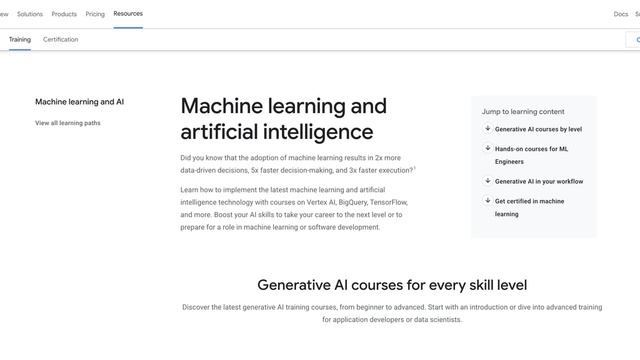 ew Solutions Products Pricing Resources Docs
Training Certification
Machine learning and AI
View all learning paths
Machine learning and
artificial intelligence
Did you know that the adoption of machine learning results in 2x more
data-driven decisions, 5x faster decision-making, and 3x faster execution?¹
Learn how to implement the latest machine learning and artificial
intelligence technology with courses on Vertex AI, BigQuery, TensorFlow,
and more. Boost your AI skills to take your career to the next level or to
prepare for a role in machine learning or software development.
Jump to learning content
Generative AI courses by level
Hands-on courses for ML
Engineers
Generative AI in your workflow
Get certified in machine
learning
Generative AI courses for every skill level
Discover the latest generative AI training courses, from beginner to advanced. Start with an introduction or dive into advanced training
for application developers or data scientists.